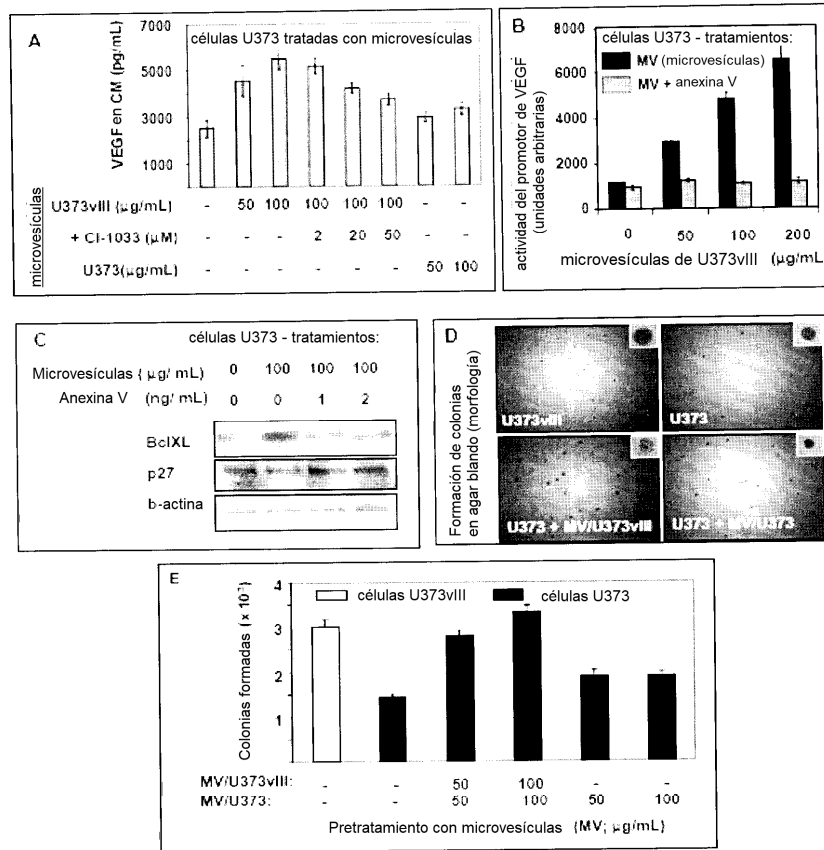 A
células U373 tratadas con microvesículas
VEGF en CM (pg/mL)
7000
5000
3000
1000
microvesículas
U373vIII (µg/mL) - 50 100 100 100 100 - -
+ CI-1033 (µM) - - - 2 20 50 - -
U373(µg/mL) - - - - - - 50 100
B
células U373 - tratamientos:
MV (microvesículas)
MV + anexina V
actividad del promotor de VEGF
(unidades arbitrarias)
8000
6000
4000
2000
0
0 50 100 200
microvesículas de U373vIII (µg/mL)
C
células U373 - tratamientos:
Microvesículas (µg/ mL) 0 100 100 100
Anexina V (ng/ mL) 0 0 1 2
BclXL
p27
b-actina
D
Formación de colonias
en agar blando (morfología)
U373vIII
U373
U373 + MV/U373vIII
U373 + MV/U373
E
células U373vIII
células U373
Colonias formadas (x 10³)
4
3
2
1
MV/U373vIII: - - 50 100 - -
MV/U373: - - 50 100 50 100
Pretratamiento con microvesículas (MV; µg/mL)